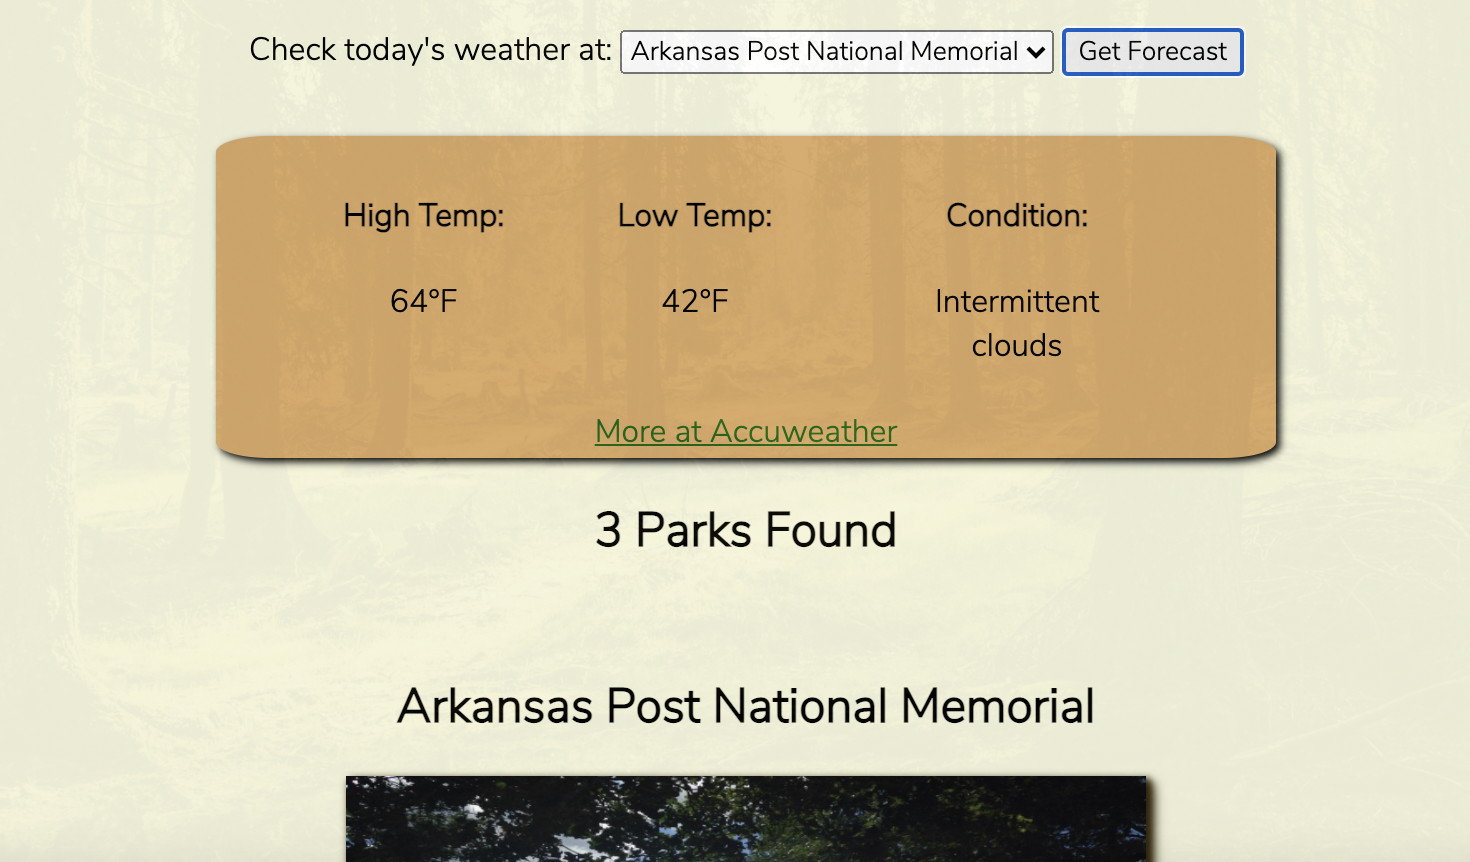 Check today's weather at: Arkansas Post National Memorial Get Forecast
High Temp: Low Temp: Condition:
64°F 42°F Intermittent
clouds
More at Accuweather
3 Parks Found
Arkansas Post National Memorial